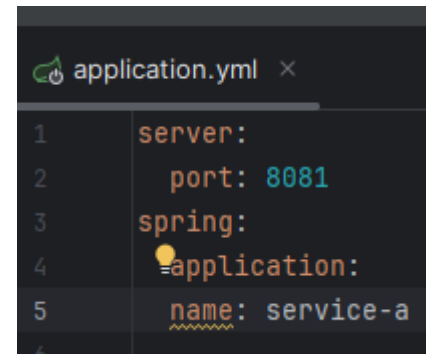 application.yml ×
1 server:
2   port: 8081
3 spring:
4   application:
5   name: service-a